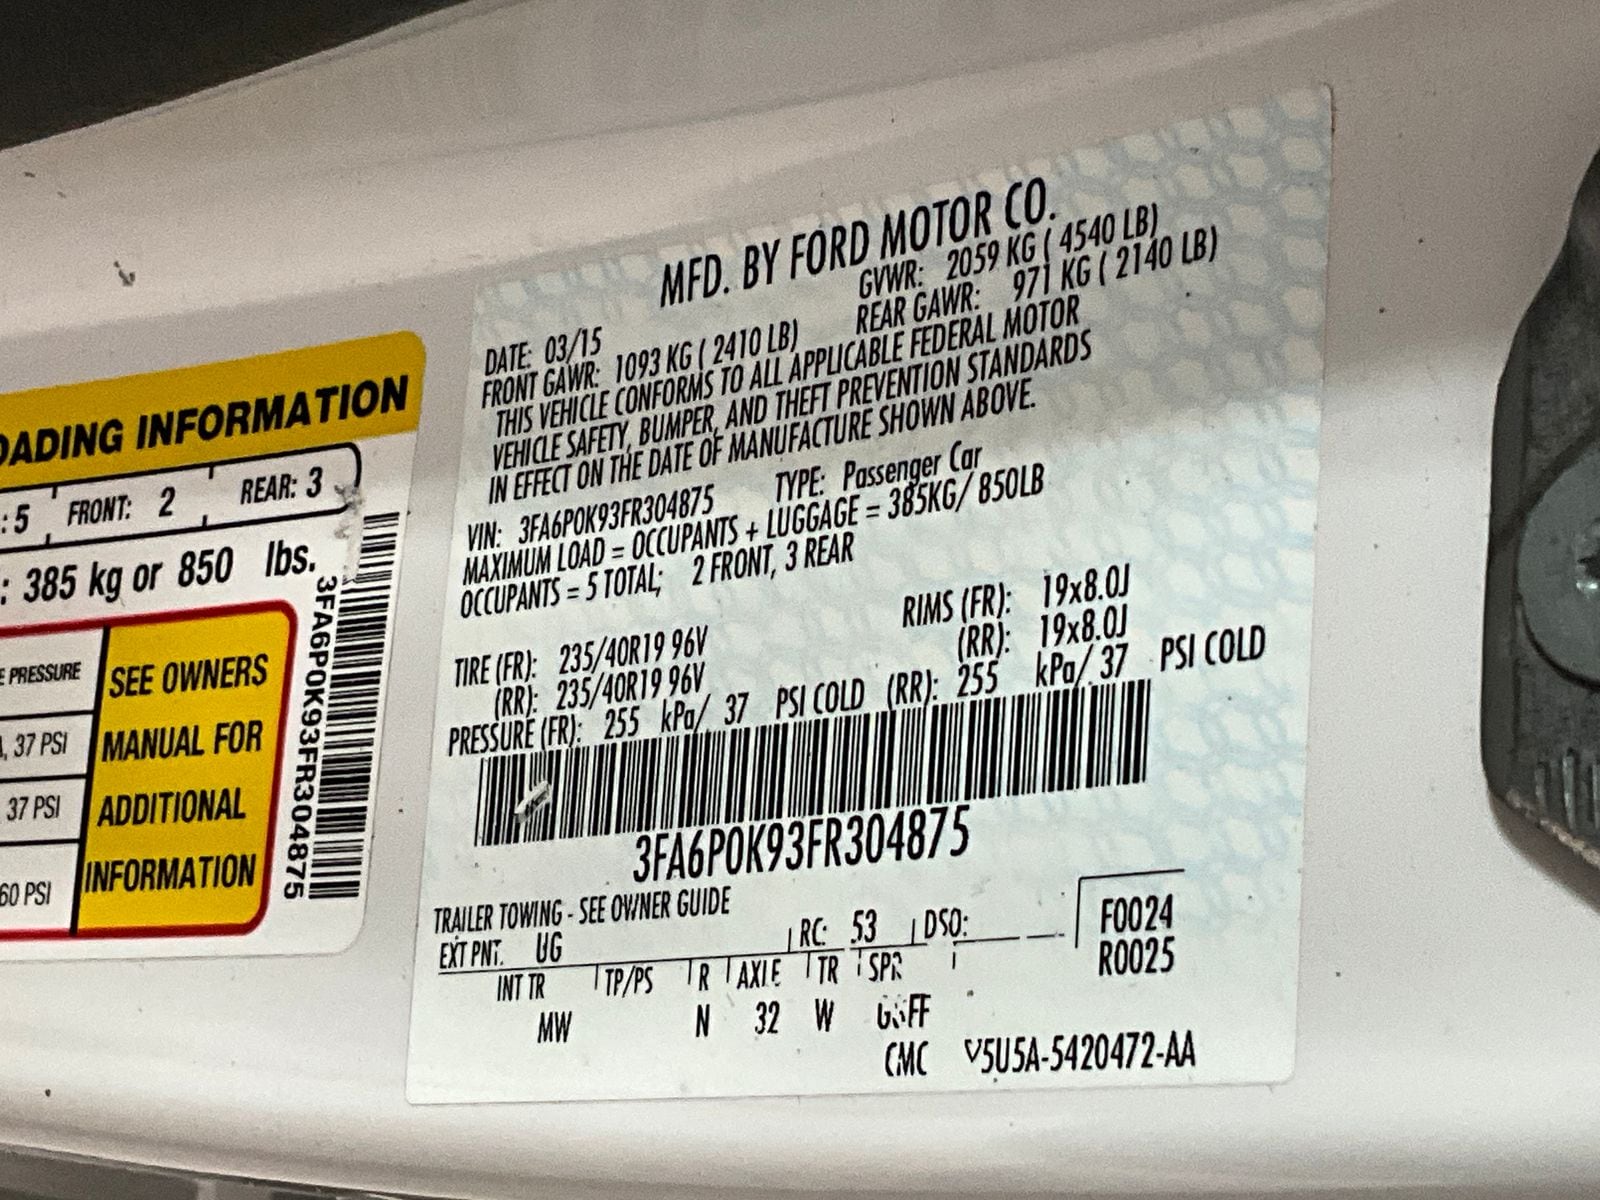 OADING INFORMATION
: 5 FRONT: 2 REAR: 3
: 385 kg or 850 lbs.
E PRESSURE
, 37 PSI
37 PSI
60 PSI
SEE OWNERS
MANUAL FOR
ADDITIONAL
INFORMATION
3FA6P0K93FR304875
MFD. BY FORD MOTOR CO.
DATE: 03/15 GVWR: 2059 KG ( 4540 LB)
FRONT GAWR: 1093 KG ( 2410 LB) REAR GAWR: 971 KG ( 2140 LB)
THIS VEHICLE CONFORMS TO ALL APPLICABLE FEDERAL MOTOR
VEHICLE SAFETY, BUMPER, AND THEFT PREVENTION STANDARDS
IN EFFECT ON THE DATE OF MANUFACTURE SHOWN ABOVE.
VIN: 3FA6P0K93FR304875 TYPE: Passenger Car
MAXIMUM LOAD = OCCUPANTS + LUGGAGE = 385KG/ 850LB
OCCUPANTS = 5 TOTAL; 2 FRONT, 3 REAR
TIRE (FR): 235/40R19 96V RIMS (FR): 19x8.0J
(RR): 235/40R19 96V (RR): 19x8.0J
PRESSURE (FR): 255 kPa/ 37 PSI COLD (RR): 255 kPa/ 37 PSI COLD
3FA6P0K93FR304875
TRAILER TOWING - SEE OWNER GUIDE
EXT PNT: UG RC: 53 DSO:
F0024
R0025
INT TR TP/PS R AXLE TR SPR
MW N 32 W
CMC V5U5A-5420472-AA